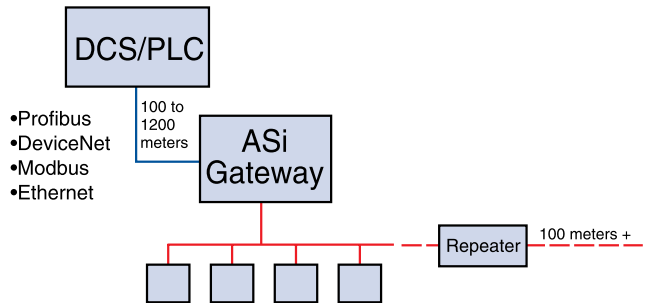 DCS/PLC
•Profibus
•DeviceNet
•Modbus
•Ethernet
100 to
1200
meters
ASi
Gateway
Repeater
100 meters +